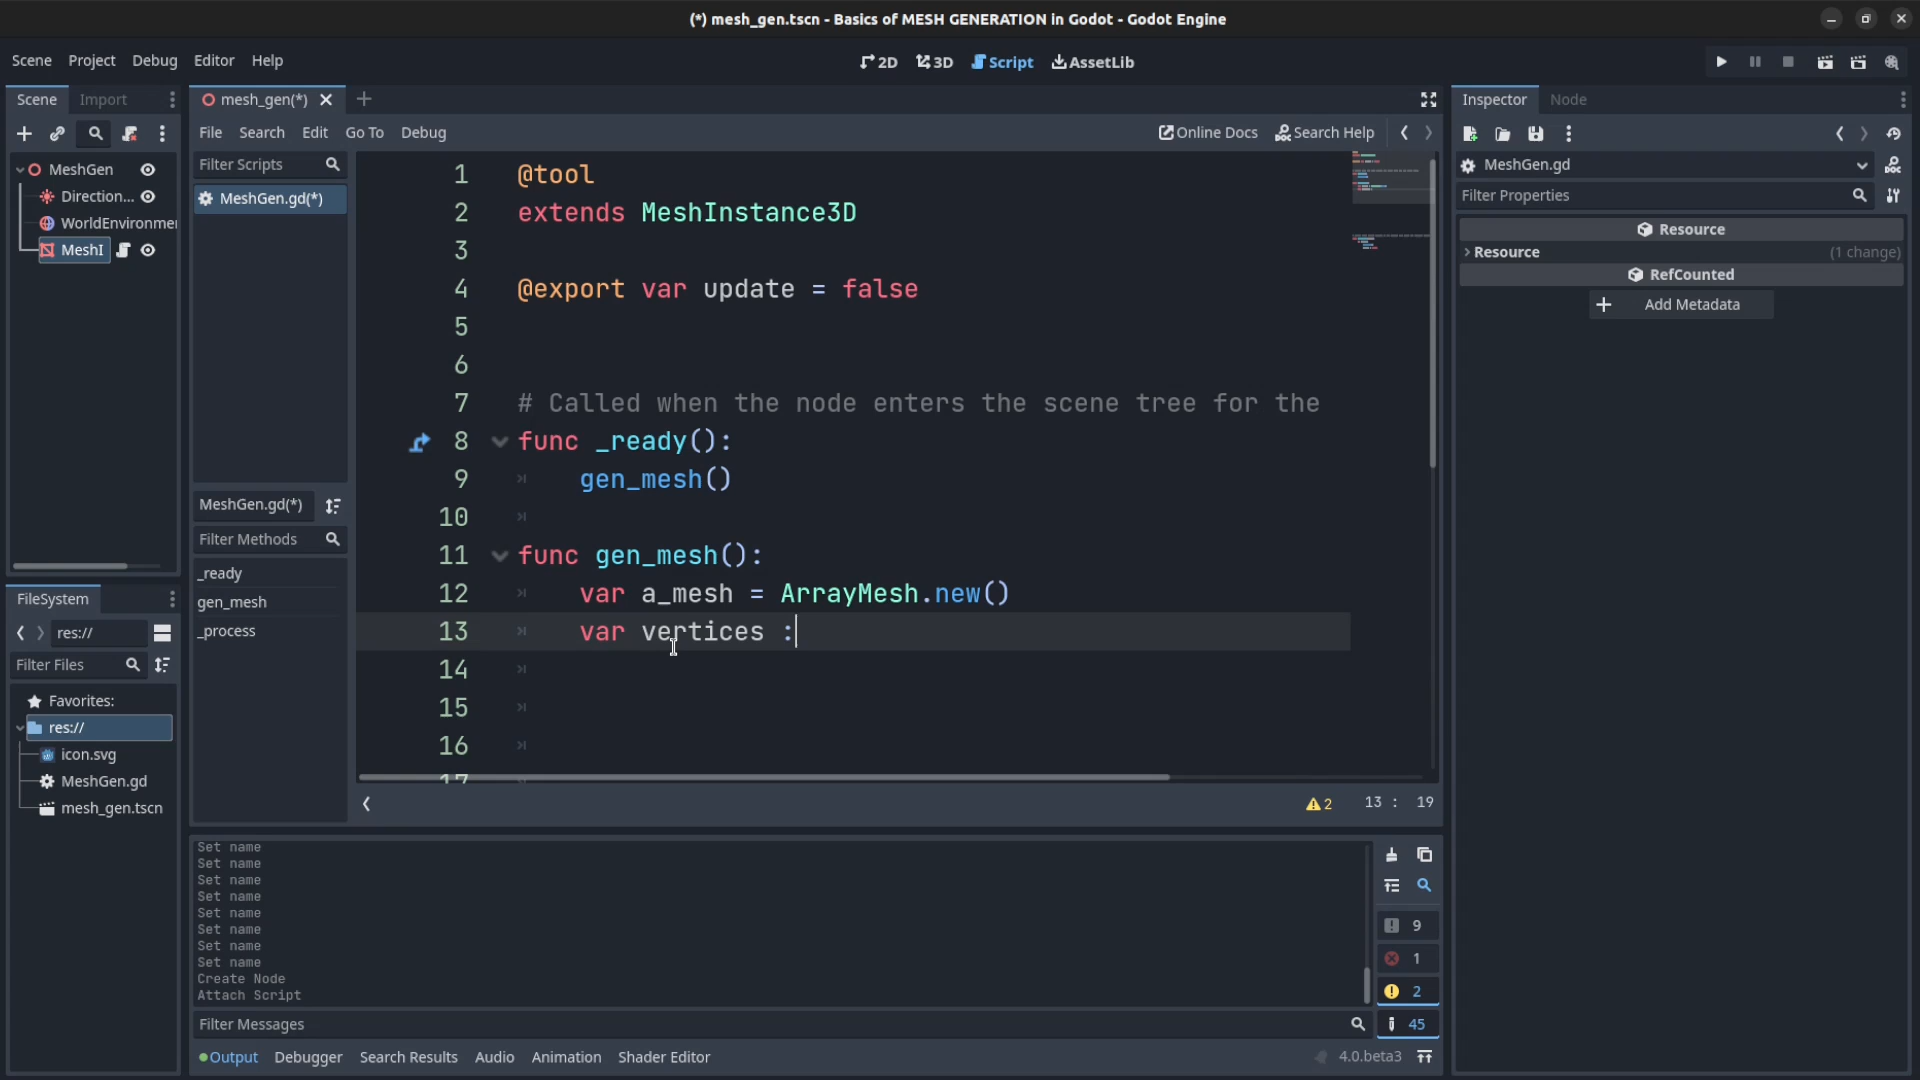 (*) mesh_gen.tscn - Basics of MESH GENERATION in Godot - Godot Engine
Scene Project Debug Editor Help
2D 3D Script AssetLib
Scene Import
mesh_gen(*)
Inspector Node
File Search Edit Go To Debug
Online Docs Search Help
MeshGen
Direction...
WorldEnvironme
MeshI
Filter Scripts
MeshGen.gd(*)
MeshGen.gd(*)
Filter Methods
_ready
gen_mesh
_process
1 @tool
2 extends MeshInstance3D
3
4 @export var update = false
5
6
7 # Called when the node enters the scene tree for the
8 func _ready():
9 gen_mesh()
10
11 func gen_mesh():
12 var a_mesh = ArrayMesh.new()
13 var vertices :
14
15
16
17
2 13 : 19
MeshGen.gd
Filter Properties
Resource
Resource (1 change)
RefCounted
Add Metadata
FileSystem
res://
Filter Files
Favorites:
res://
icon.svg
MeshGen.gd
mesh_gen.tscn
Set name
Set name
Set name
Set name
Set name
Set name
Set name
Set name
Create Node
Attach Script
9
1
2
45
Filter Messages
Output Debugger Search Results Audio Animation Shader Editor
4.0.beta3